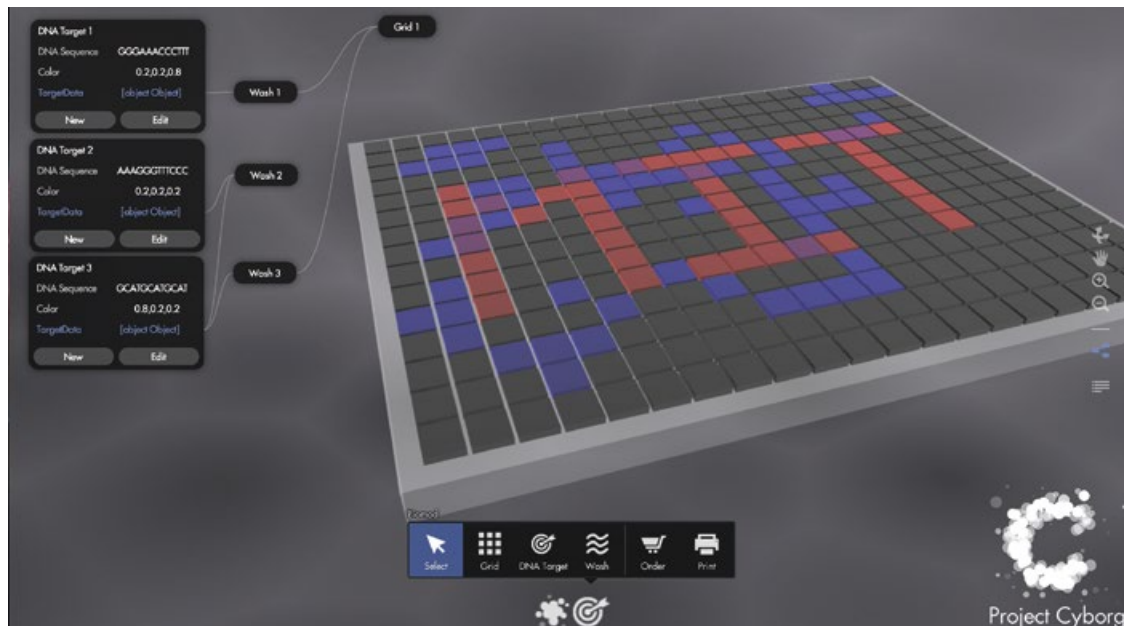 DNA Target 1
DNA Sequence GGGAAACCCTTT
Color 0.2,0.2,0.8
TargetData [object Object]
New Edit
DNA Target 2
DNA Sequence AAAGGGTTTCCC
Color 0.2,0.2,0.2
TargetData [object Object]
New Edit
DNA Target 3
DNA Sequence GCATGCATGCAT
Color 0.8,0.2,0.2
TargetData [object Object]
New Edit
Wash 1
Wash 2
Wash 3
Grid 1
Select Grid DNA Target Wash Order Print
Project Cyborg